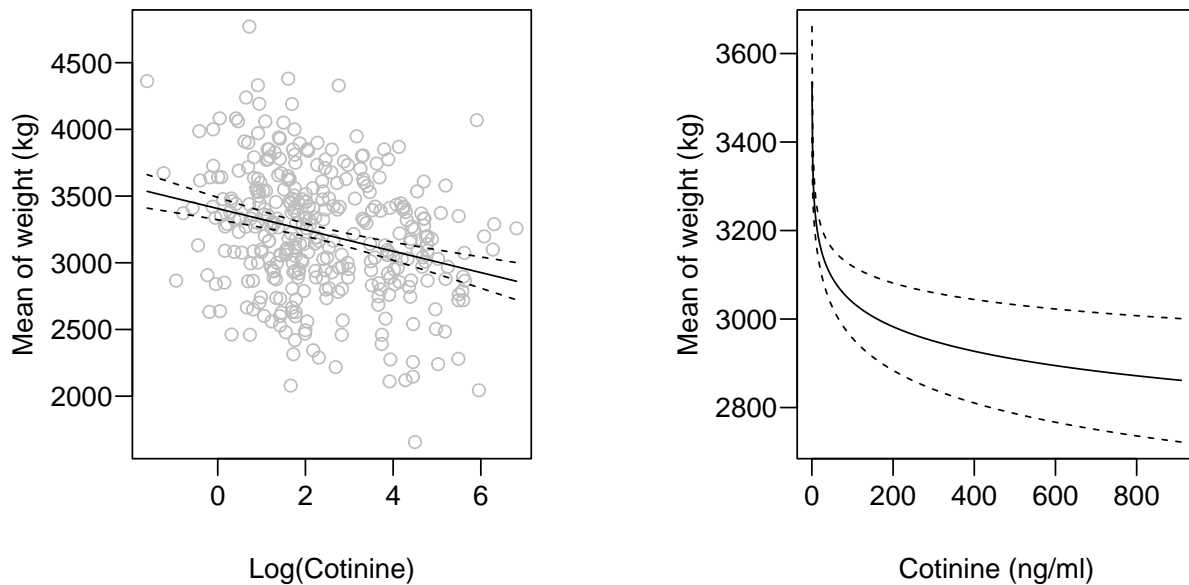 Mean of weight (kg)
4500
4000
3500
3000
2500
2000
0 2 4 6
Log(Cotinine)
Mean of weight (kg)
3600
3400
3200
3000
2800
0 200 400 600 800
Cotinine (ng/ml)